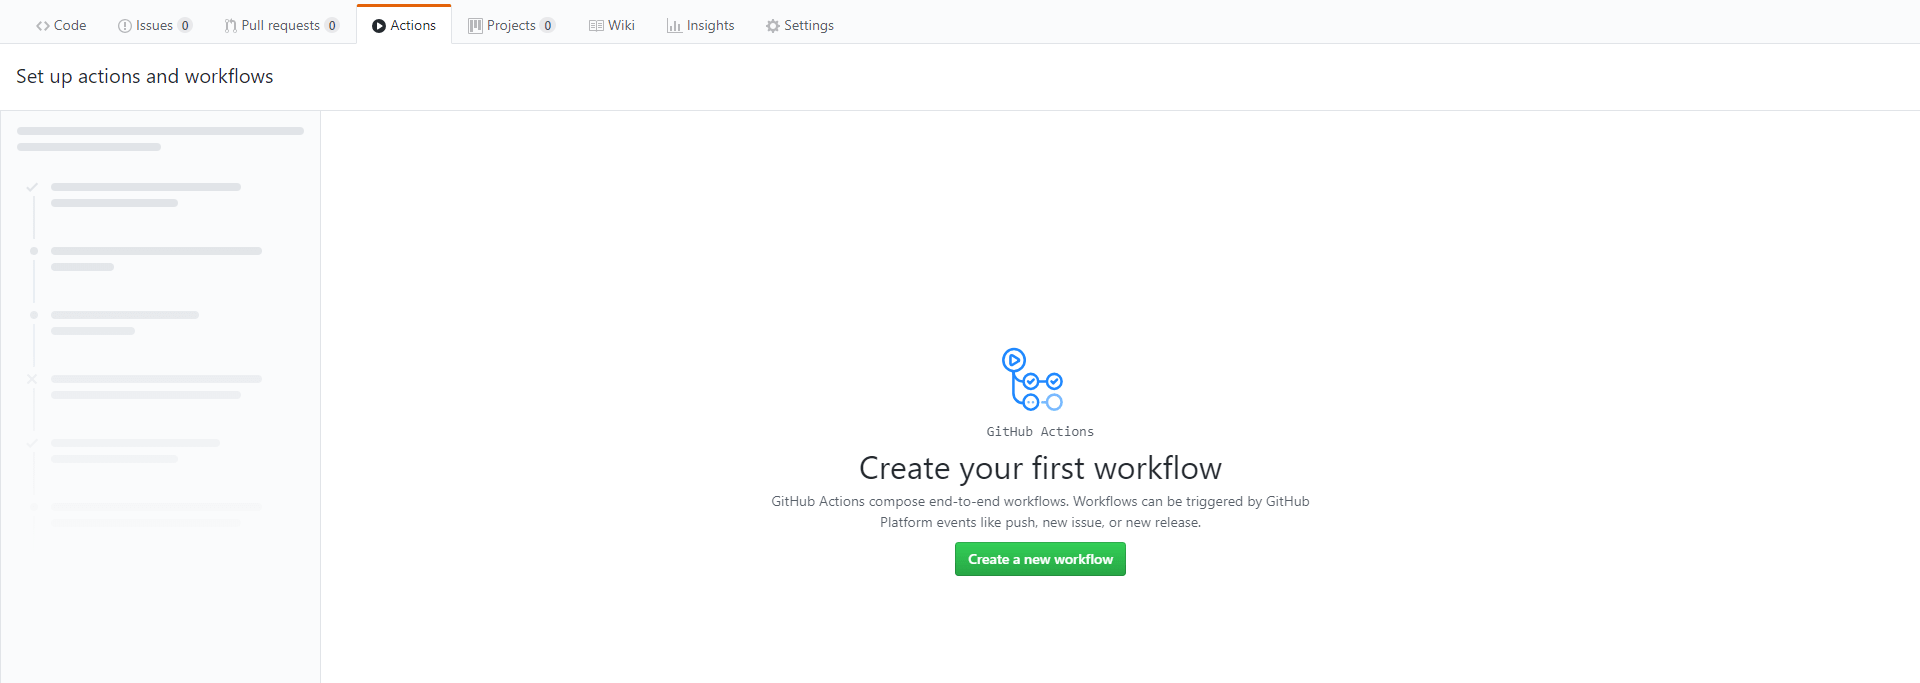 Code Issues 0 Pull requests 0 Actions Projects 0 Wiki Insights Settings
Set up actions and workflows
GitHub Actions
Create your first workflow
GitHub Actions compose end-to-end workflows. Workflows can be triggered by GitHub
Platform events like push, new issue, or new release.
Create a new workflow